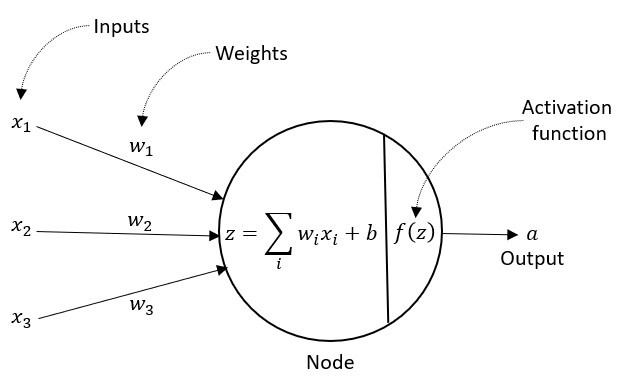 Inputs
Weights
Activation
function
x₁
w₁
x₂
w₂
z = ∑ᵢ wᵢxᵢ + b
f(z)
a
Output
x₃
w₃
Node